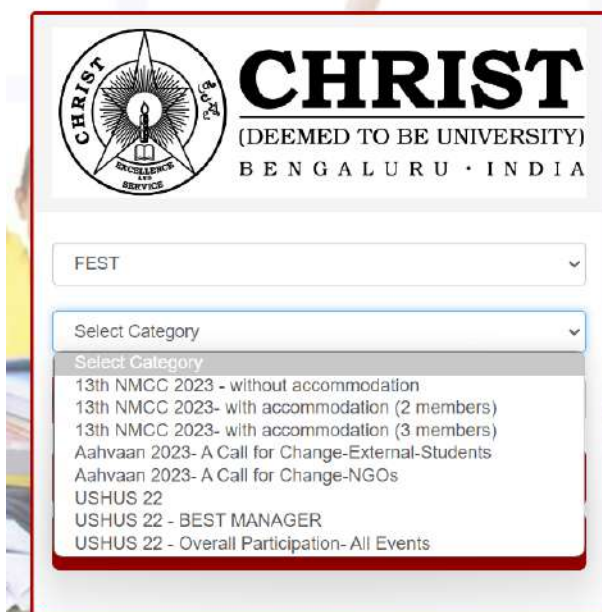 CHRIST
EXCELLENCE
AND
SERVICE
CHRIST
(DEEMED TO BE UNIVERSITY)
BENGALURU · INDIA
FEST
Select Category
Select Category
13th NMCC 2023 - without accommodation
13th NMCC 2023- with accommodation (2 members)
13th NMCC 2023- with accommodation (3 members)
Aahvaan 2023- A Call for Change-External-Students
Aahvaan 2023- A Call for Change-NGOs
USHUS 22
USHUS 22 - BEST MANAGER
USHUS 22 - Overall Participation- All Events